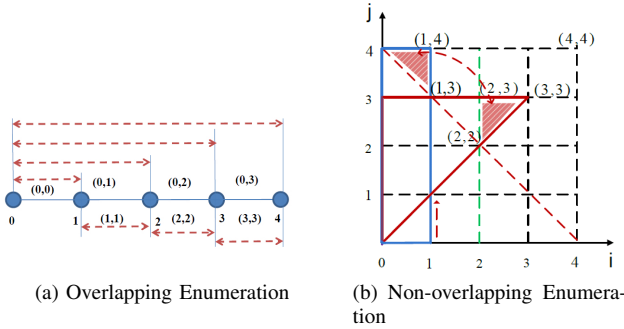 (0,0) (0,1) (0,2) (0,3)
0 1 (1,1) 2 (2,2) 3 (3,3) 4
(a) Overlapping Enumeration
j
4 (1,4) (4,4)
3 (1,3) (2,3) (3,3)
2 (2,2)
1
0 1 2 3 4 i
(b) Non-overlapping Enumera-
tion